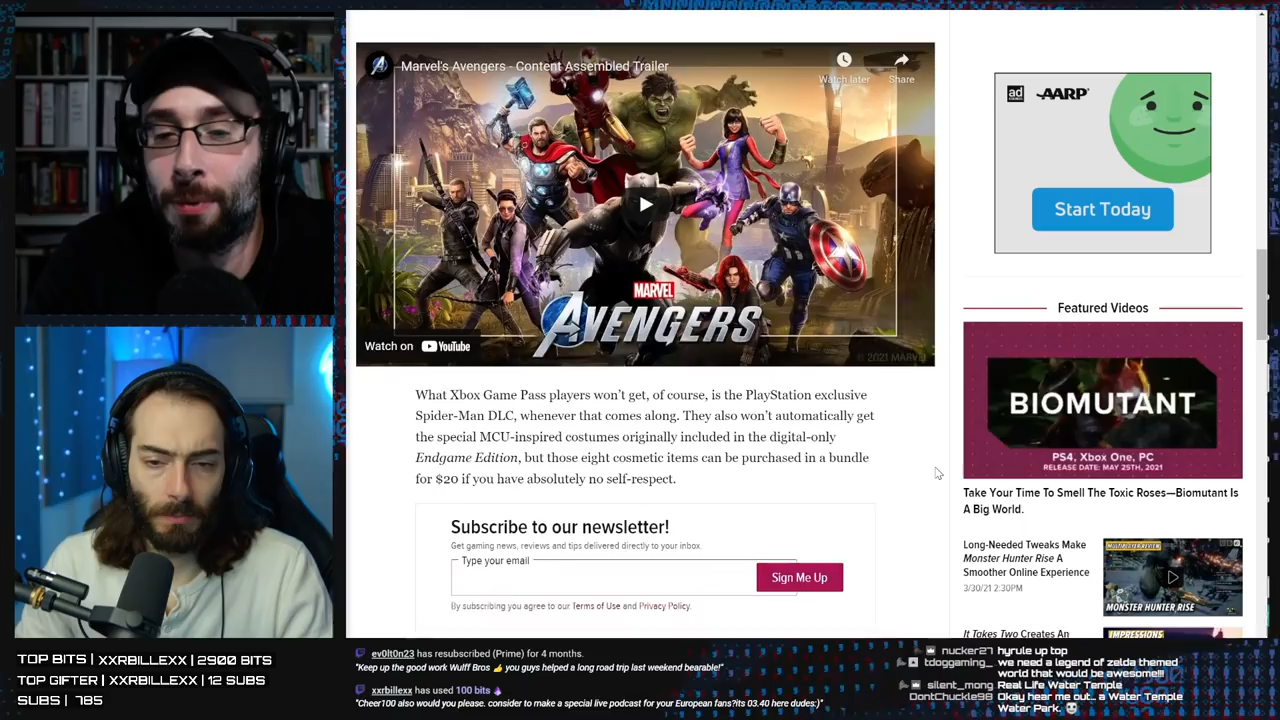 Marvel's Avengers - Content Assembled Trailer
Watch later
Share
MARVEL
AVENGERS
Watch on YouTube
© 2021 MARVEL
What Xbox Game Pass players won't get, of course, is the PlayStation exclusive
Spider-Man DLC, whenever that comes along. They also won't automatically get
the special MCU-inspired costumes originally included in the digital-only
Endgame Edition, but those eight cosmetic items can be purchased in a bundle
for $20 if you have absolutely no self-respect.
Subscribe to our newsletter!
Get gaming news, reviews and tips delivered directly to your inbox.
Type your email
Sign Me Up
By subscribing you agree to our Terms of Use and Privacy Policy.
ad
AARP
Start Today
Featured Videos
BIOMUTANT
PS4, Xbox One, PC
RELEASE DATE: MAY 25TH, 2021
Take Your Time To Smell The Toxic Roses—Biomutant Is
A Big World.
Long-Needed Tweaks Make
Monster Hunter Rise A
Smoother Online Experience
3/30/21 2:30PM
MULTIPLAYER REVIEW
MONSTER HUNTER RISE
It Takes Two Creates An
IMPRESSIONS
TOP BITS | XXRBILLEXX | 2900 BITS
TOP GIFTER | XXRBILLEXX | 12 SUBS
SUBS | 785
ev0lt0n23 has resubscribed (Prime) for 4 months.
"Keep up the good work Wulff Bros 👍 you guys helped a long road trip last weekend bearable!"
xxrbillexx has used 100 bits
"Cheer100 also would you please. consider to make a special live podcast for your European fans?its 03.40 here dudes:)"
nucker27 hyrule up top
tdoggaming_ we need a legend of zelda themed
world that would be awesome!!!!
silent_mong Real Life Water Temple
DontChuckle98 Okay hear me out.. a Water Temple
Water Park. 💀